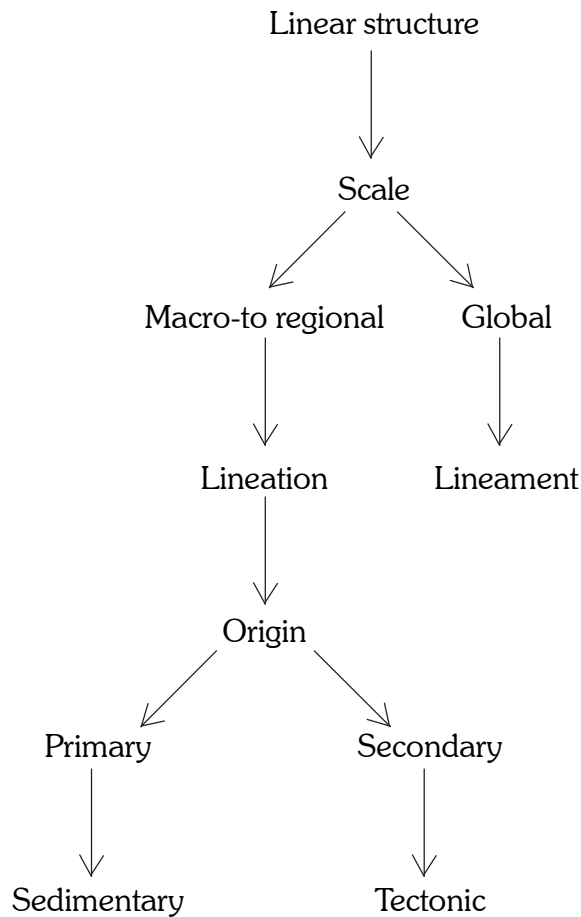 Linear structure
Scale
Macro-to regional
Global
Lineation
Lineament
Origin
Primary
Secondary
Sedimentary
Tectonic